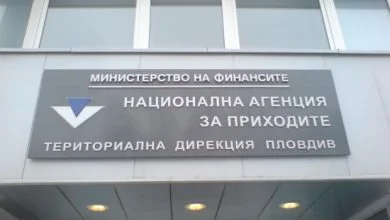 МИНИСТЕРСТВО НА ФИНАНСИТЕ
НАЦИОНАЛНА АГЕНЦИЯ
ЗА ПРИХОДИТЕ
ТЕРИТОРИАЛНА ДИРЕКЦИЯ ПЛОВДИВ